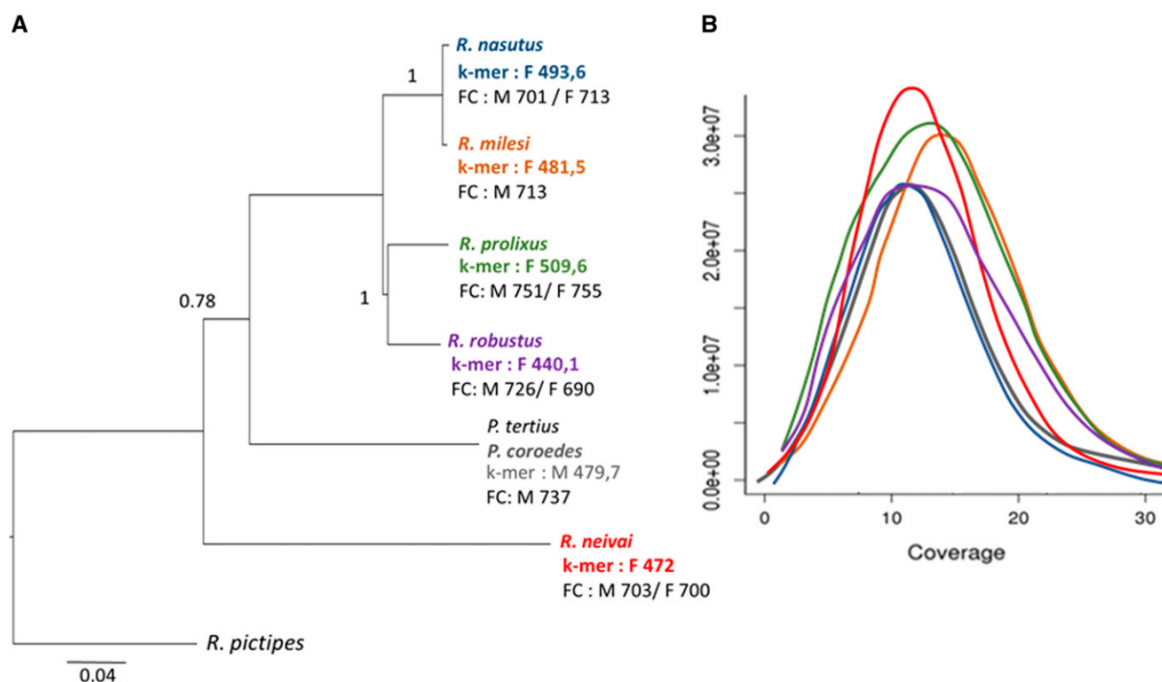 A
R. nasutus
k-mer : F 493,6
FC : M 701 / F 713
1
R. milesi
k-mer : F 481,5
FC : M 713
R. prolixus
k-mer : F 509,6
FC: M 751/ F 755
1
0.78
R. robustus
k-mer : F 440,1
FC: M 726/ F 690
P. tertius
P. coroedes
k-mer : M 479,7
FC: M 737
R. neivai
k-mer : F 472
FC : M 703/ F 700
R. pictipes
0.04
B
3.0e+07
2.0e+07
1.0e+07
0.0e+00
0 10 20 30
Coverage